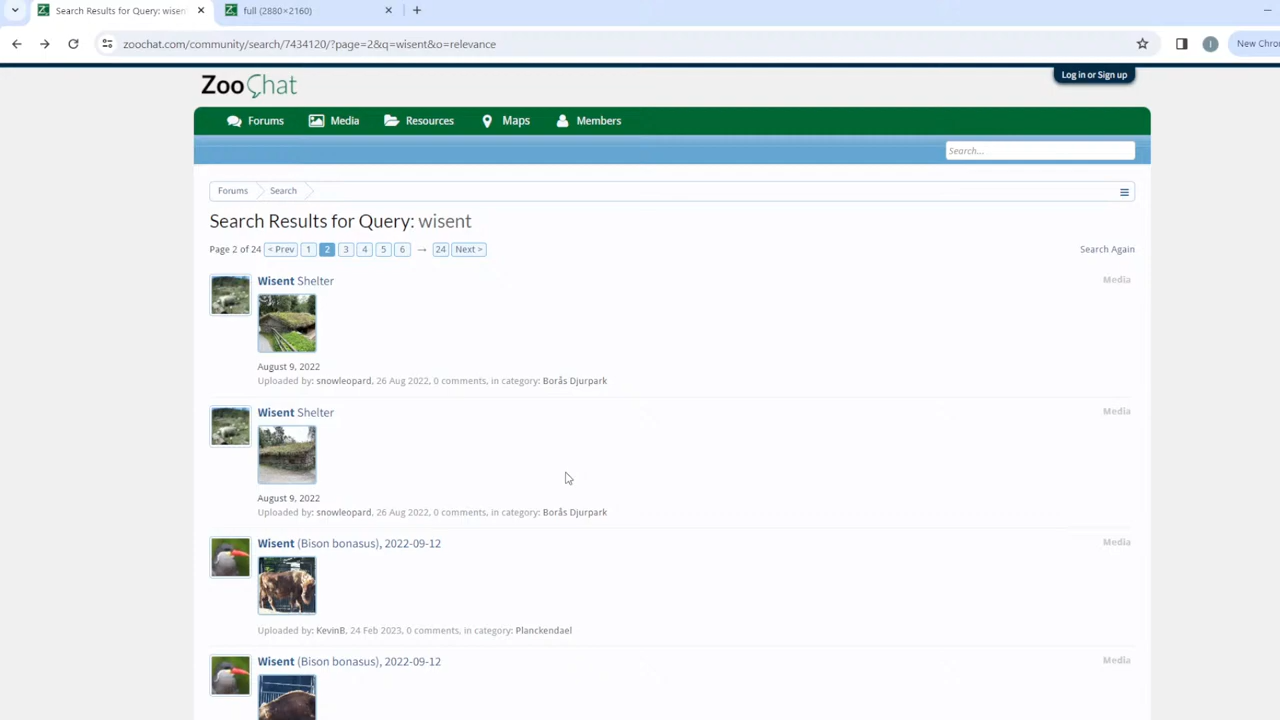 Search Results for Query: wisen
full (2880×2160)
zoochat.com/community/search/7434120/?page=2&q=wisent&o=relevance
I
New Chror
Log in or Sign up
ZooChat
Forums
Media
Resources
Maps
Members
Search...
Forums
Search
Search Results for Query: wisent
Page 2 of 24 < Prev 1 2 3 4 5 6 → 24 Next >
Search Again
Wisent Shelter
Media
August 9, 2022
Uploaded by: snowleopard, 26 Aug 2022, 0 comments, in category: Borås Djurpark
Wisent Shelter
Media
August 9, 2022
Uploaded by: snowleopard, 26 Aug 2022, 0 comments, in category: Borås Djurpark
Wisent (Bison bonasus), 2022-09-12
Media
Uploaded by: KevinB, 24 Feb 2023, 0 comments, in category: Planckendael
Wisent (Bison bonasus), 2022-09-12
Media